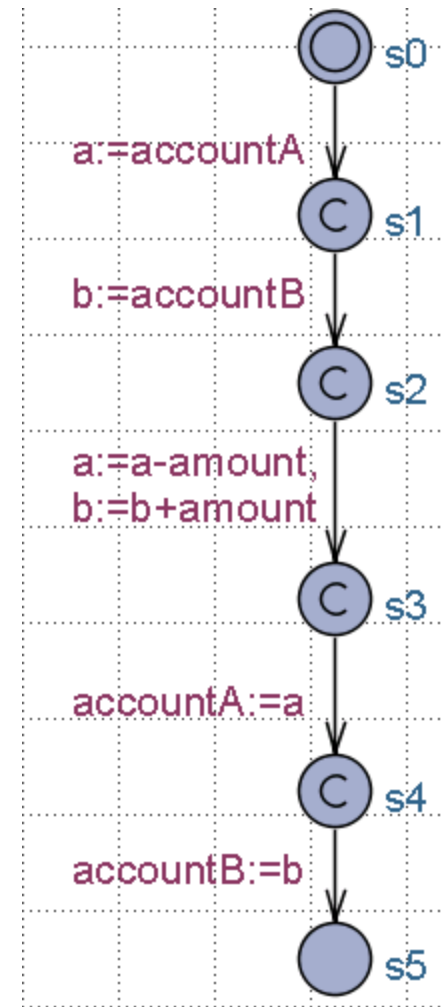 s0
a:=accountA
C s1
b:=accountB
C s2
a:=a-amount,
b:=b+amount
C s3
accountA:=a
C s4
accountB:=b
s5